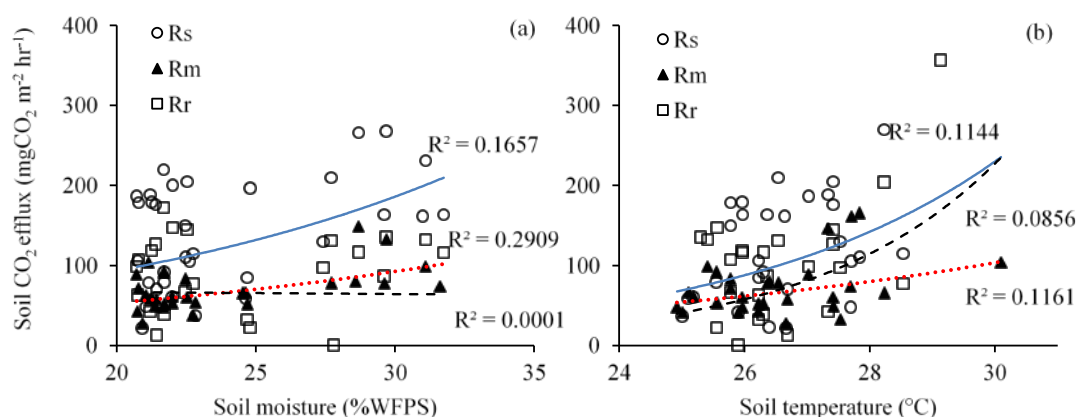 Soil CO₂ efflux (mgCO₂ m⁻² hr⁻¹)
400
300
200
100
0
(a)
Rs
Rm
Rr
R² = 0.1657
R² = 0.2909
R² = 0.0001
20
25
30
35
Soil moisture (%WFPS)
400
300
200
100
0
(b)
Rs
Rm
Rr
R² = 0.1144
R² = 0.0856
R² = 0.1161
24
26
28
30
Soil temperature (°C)